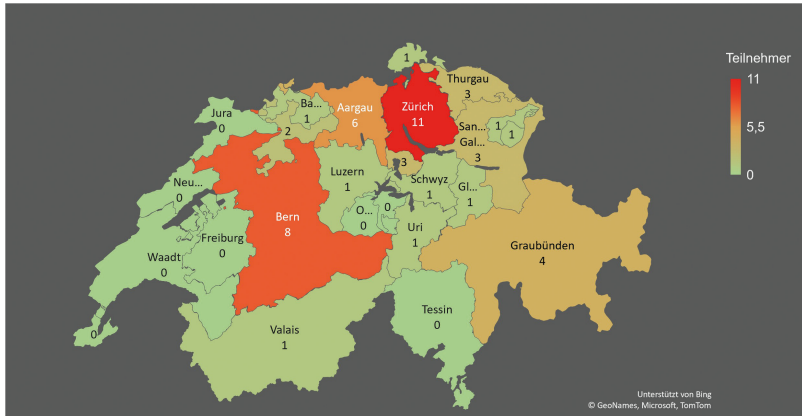 Teilnehmer
11
5,5
0
1
Thurgau
3
Ba...
1
Aargau
6
Zürich
11
Jura
0
2
San...
Gal...
3
1
1
3
Neu...
0
Luzern
1
Schwyz
1
Gl...
1
O...
0
0
Bern
8
Freiburg
0
Uri
1
Graubünden
4
Waadt
0
Tessin
0
0
Valais
1
Unterstützt von Bing
© GeoNames, Microsoft, TomTom